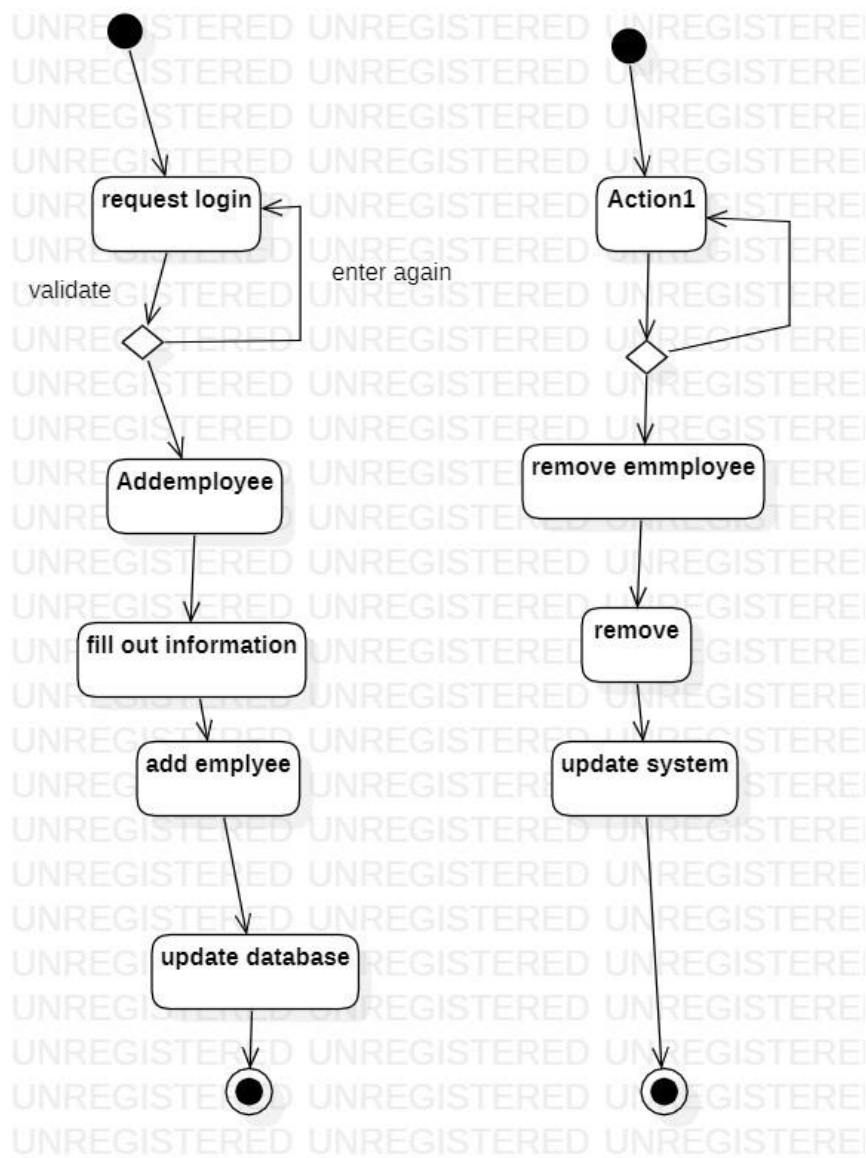 request login
validate
enter again
Addemployee
fill out information
add emplyee
update database
Action1
remove emmployee
remove
update system
UNREGISTERED